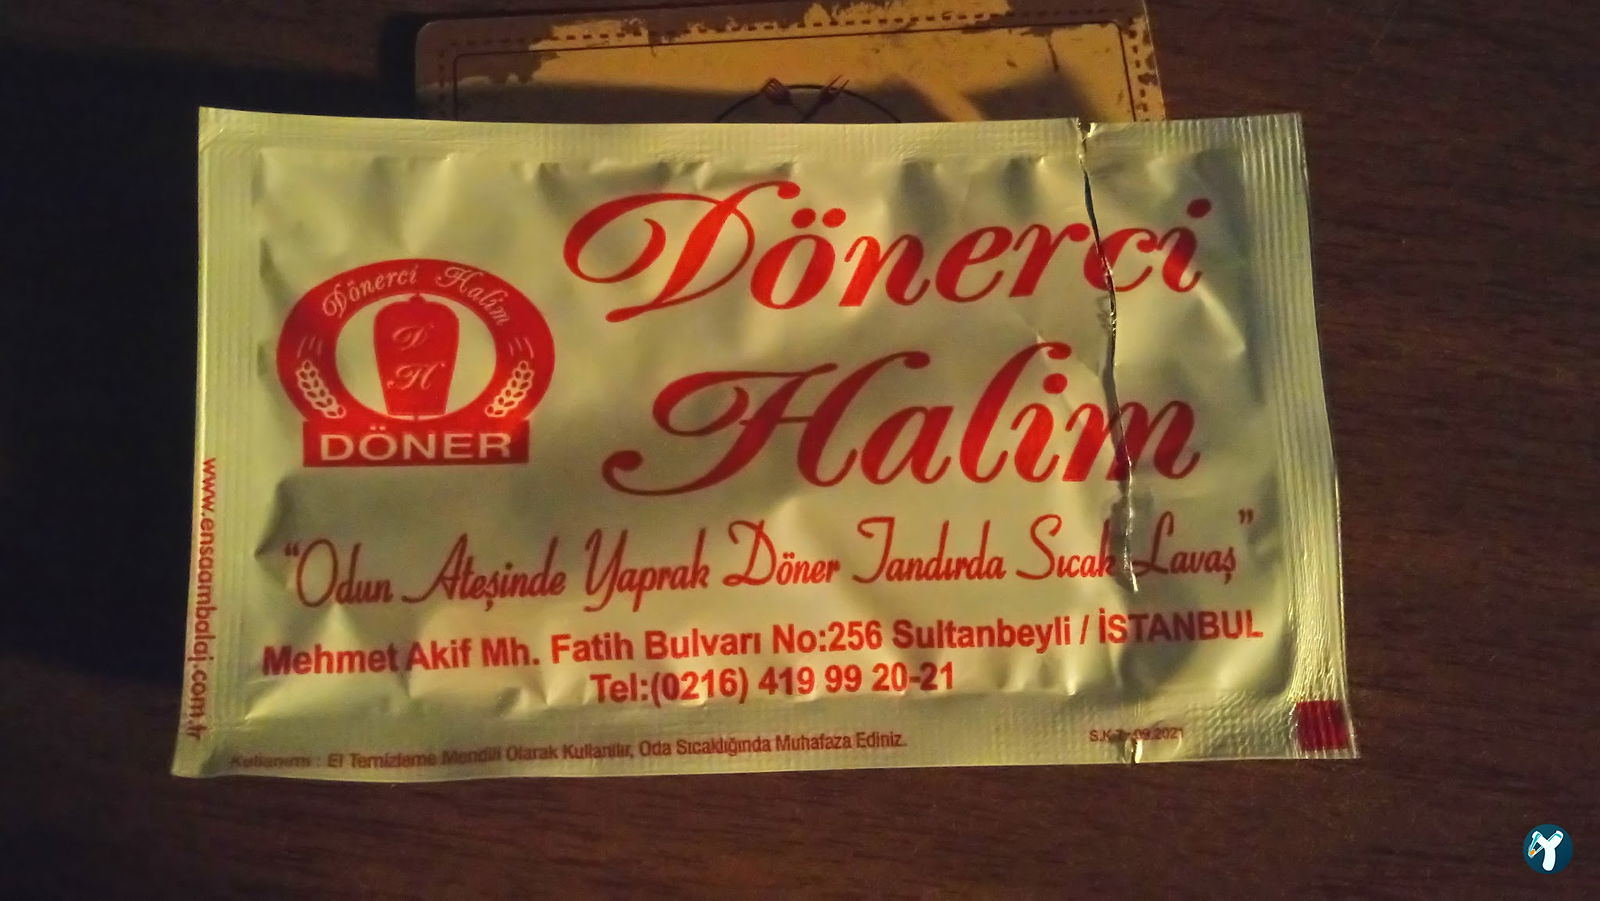 Dönerci
Halim
Dönerci Halim
D
H
DÖNER
"Odun Ateşinde Yaprak Döner Tandırda Sıcak Lavaş"
Mehmet Akif Mh. Fatih Bulvarı No:256 Sultanbeyli / İSTANBUL
Tel:(0216) 419 99 20-21
Kullanımı : El Temizleme Mendili Olarak Kullanılır, Oda Sıcaklığında Muhafaza Ediniz.
S.K.T: 09.2021
www.ensaambalaj.com.tr